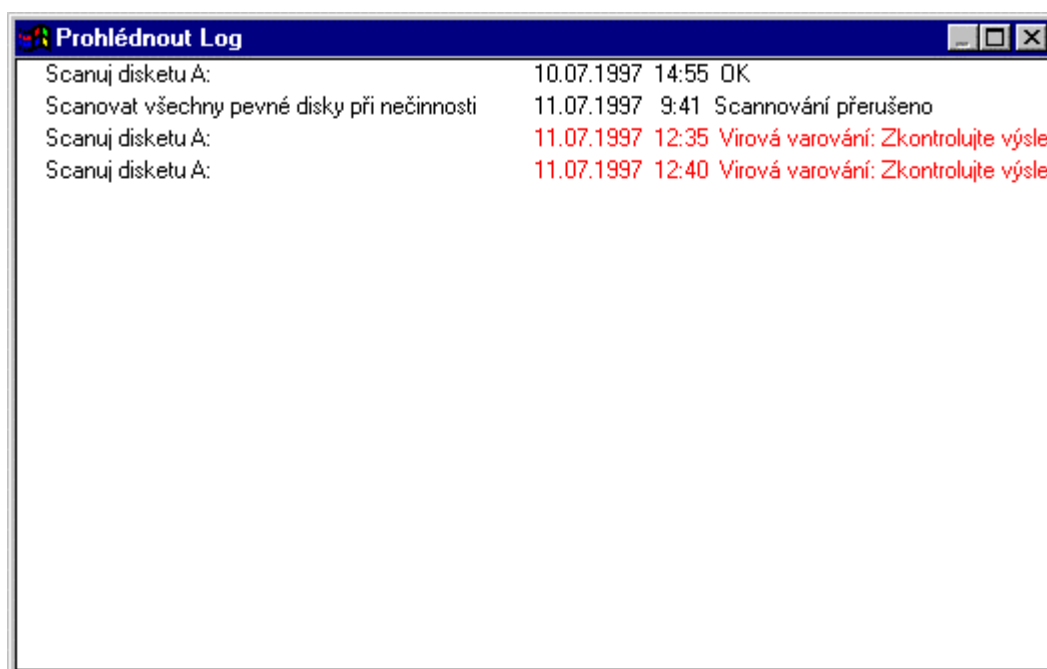 Prohlédnout Log
Scanuj disketu A: 10.07.1997 14:55 OK
Scanovat všechny pevné disky při nečinnosti 11.07.1997 9:41 Scannování přerušeno
Scanuj disketu A: 11.07.1997 12:35 Virová varování: Zkontrolujte výsle
Scanuj disketu A: 11.07.1997 12:40 Virová varování: Zkontrolujte výsle